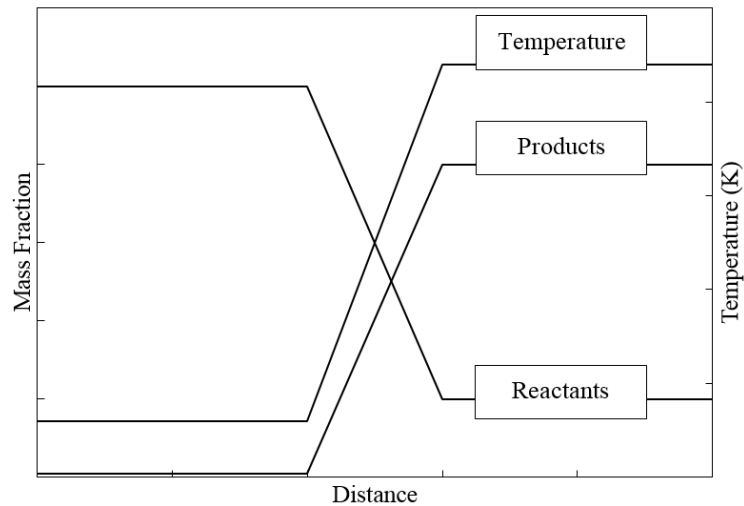 Temperature
Products
Reactants
Mass Fraction
Temperature (K)
Distance